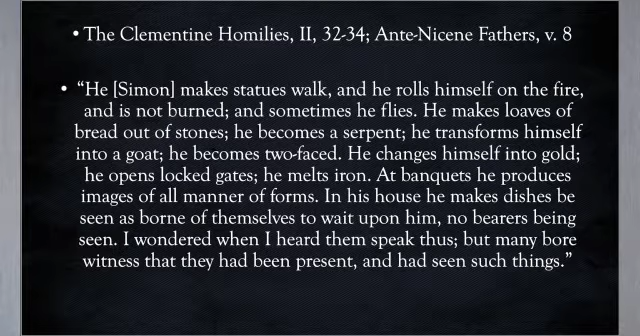 • The Clementine Homilies, II, 32-34; Ante-Nicene Fathers, v. 8
• “He [Simon] makes statues walk, and he rolls himself on the fire,
and is not burned; and sometimes he flies. He makes loaves of
bread out of stones; he becomes a serpent; he transforms himself
into a goat; he becomes two-faced. He changes himself into gold;
he opens locked gates; he melts iron. At banquets he produces
images of all manner of forms. In his house he makes dishes be
seen as borne of themselves to wait upon him, no bearers being
seen. I wondered when I heard them speak thus; but many bore
witness that they had been present, and had seen such things.”